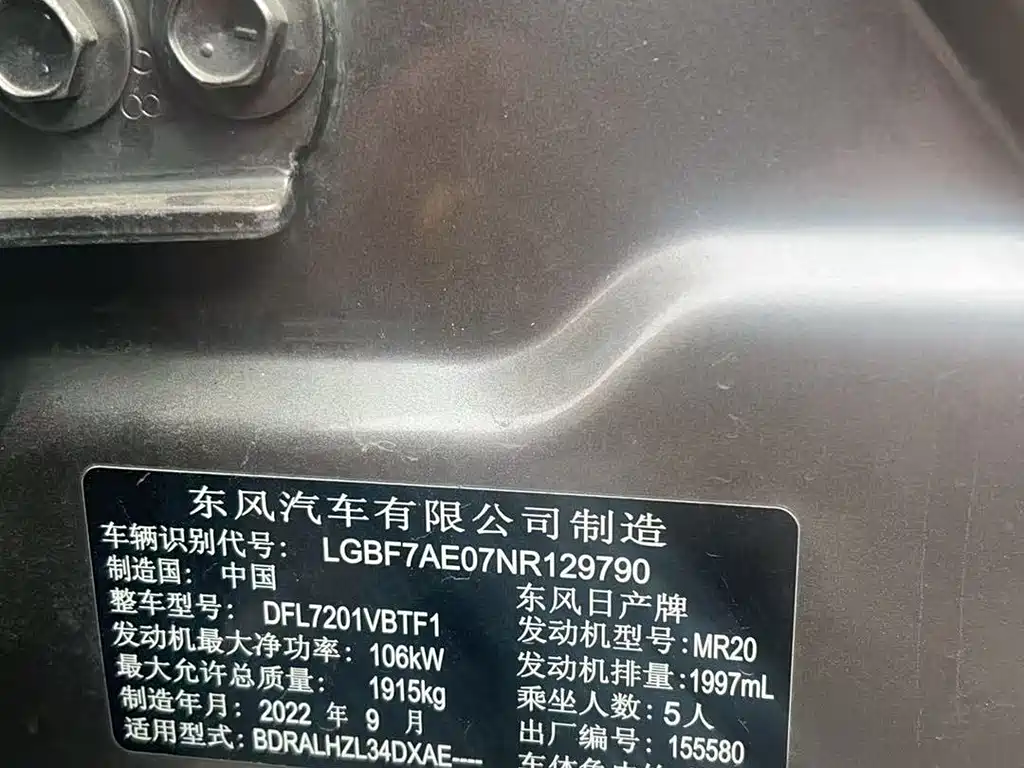 8
东风汽车有限公司制造
车辆识别代号: LGBF7AE07NR129790
制造国: 中国 东风日产牌
整车型号: DFL7201VBTF1 发动机型号:MR20
发动机最大净功率: 106kW 发动机排量:1997mL
最大允许总质量: 1915kg 乘坐人数: 5人
制造年月: 2022 年 9 月 出厂编号: 155580
适用型式: BDRALHZL34DXAE----